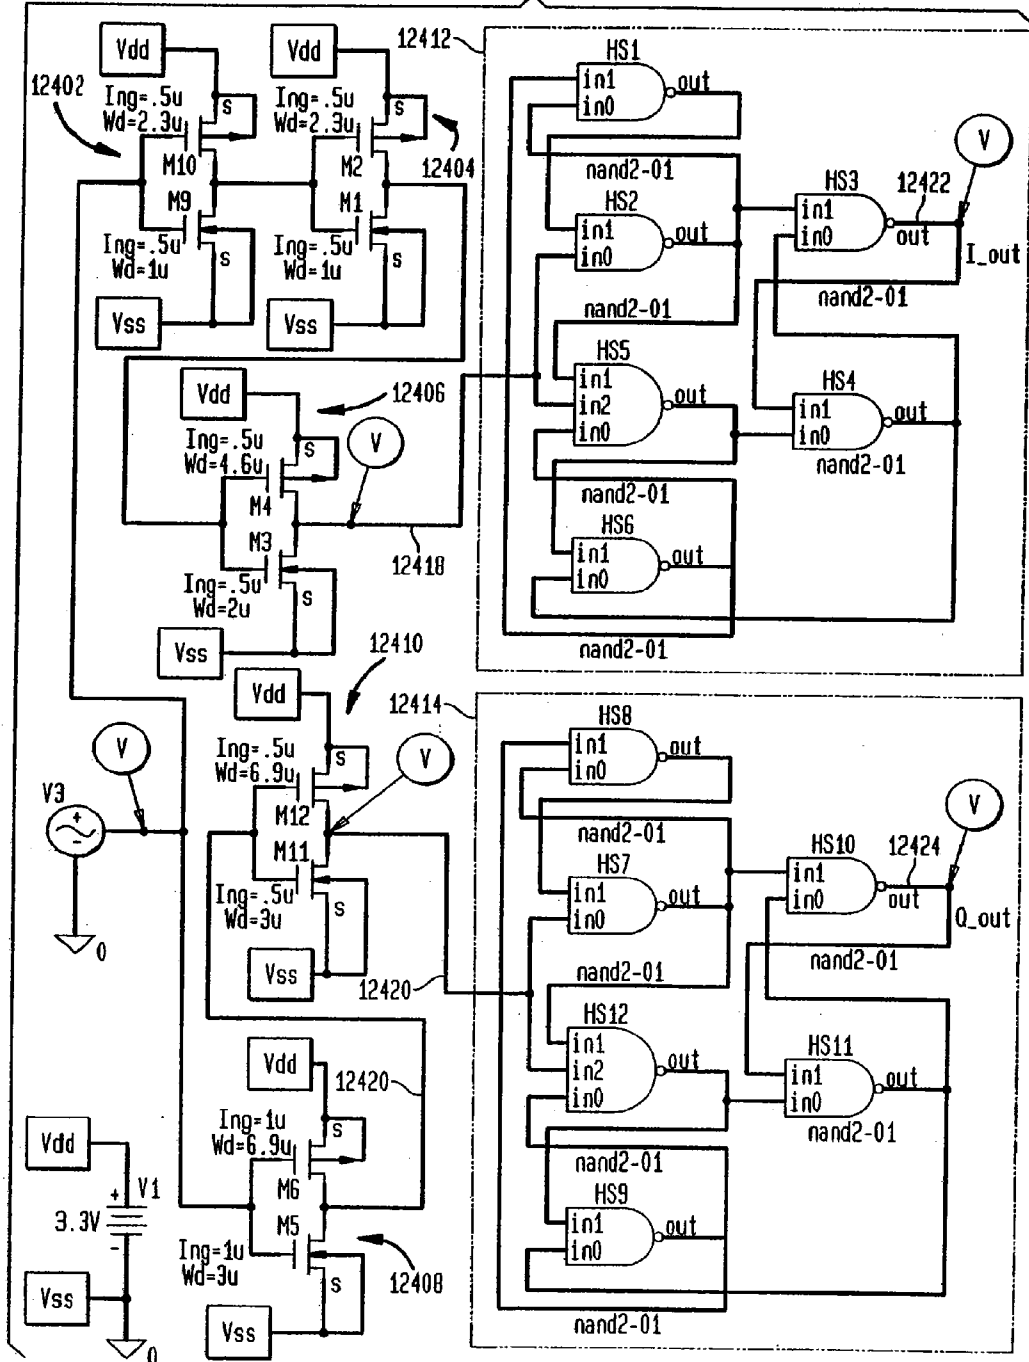 Vdd
Vdd
12412
HS1
in1
in0
out
12402
lng=.5u
Wd=2.3u
s
lng=.5u
Wd=2.3u
s
12404
M10
M2
nand2-01
V
M9
M1
HS2
in1
in0
out
HS3
in1
in0
out
12422
I_out
lng=.5u
Wd=1u
s
lng=.5u
Wd=1u
s
nand2-01
nand2-01
Vss
Vss
HS5
in1
in2
in0
out
HS4
in1
in0
out
nand2-01
Vdd
12406
lng=.5u
Wd=4.6u
s
V
M4
nand2-01
M3
12418
HS6
in1
in0
out
lng=.5u
Wd=2u
s
Vss
nand2-01
12410
Vdd
12414
HS8
in1
in0
out
V
s
V
lng=.5u
Wd=6.9u
V
V3
M12
nand2-01
HS10
in1
in0
out
12424
Q_out
M11
HS7
in1
in0
out
lng=.5u
Wd=3u
s
0
Vss
12420
nand2-01
nand2-01
HS12
in1
in2
in0
out
HS11
in1
in0
out
nand2-01
Vdd
12420
lng=1u
Wd=6.9u
s
Vdd
M6
nand2-01
V1
3.3V
M5
HS9
in1
in0
out
lng=1u
Wd=3u
s
12408
Vss
Vss
nand2-01
0